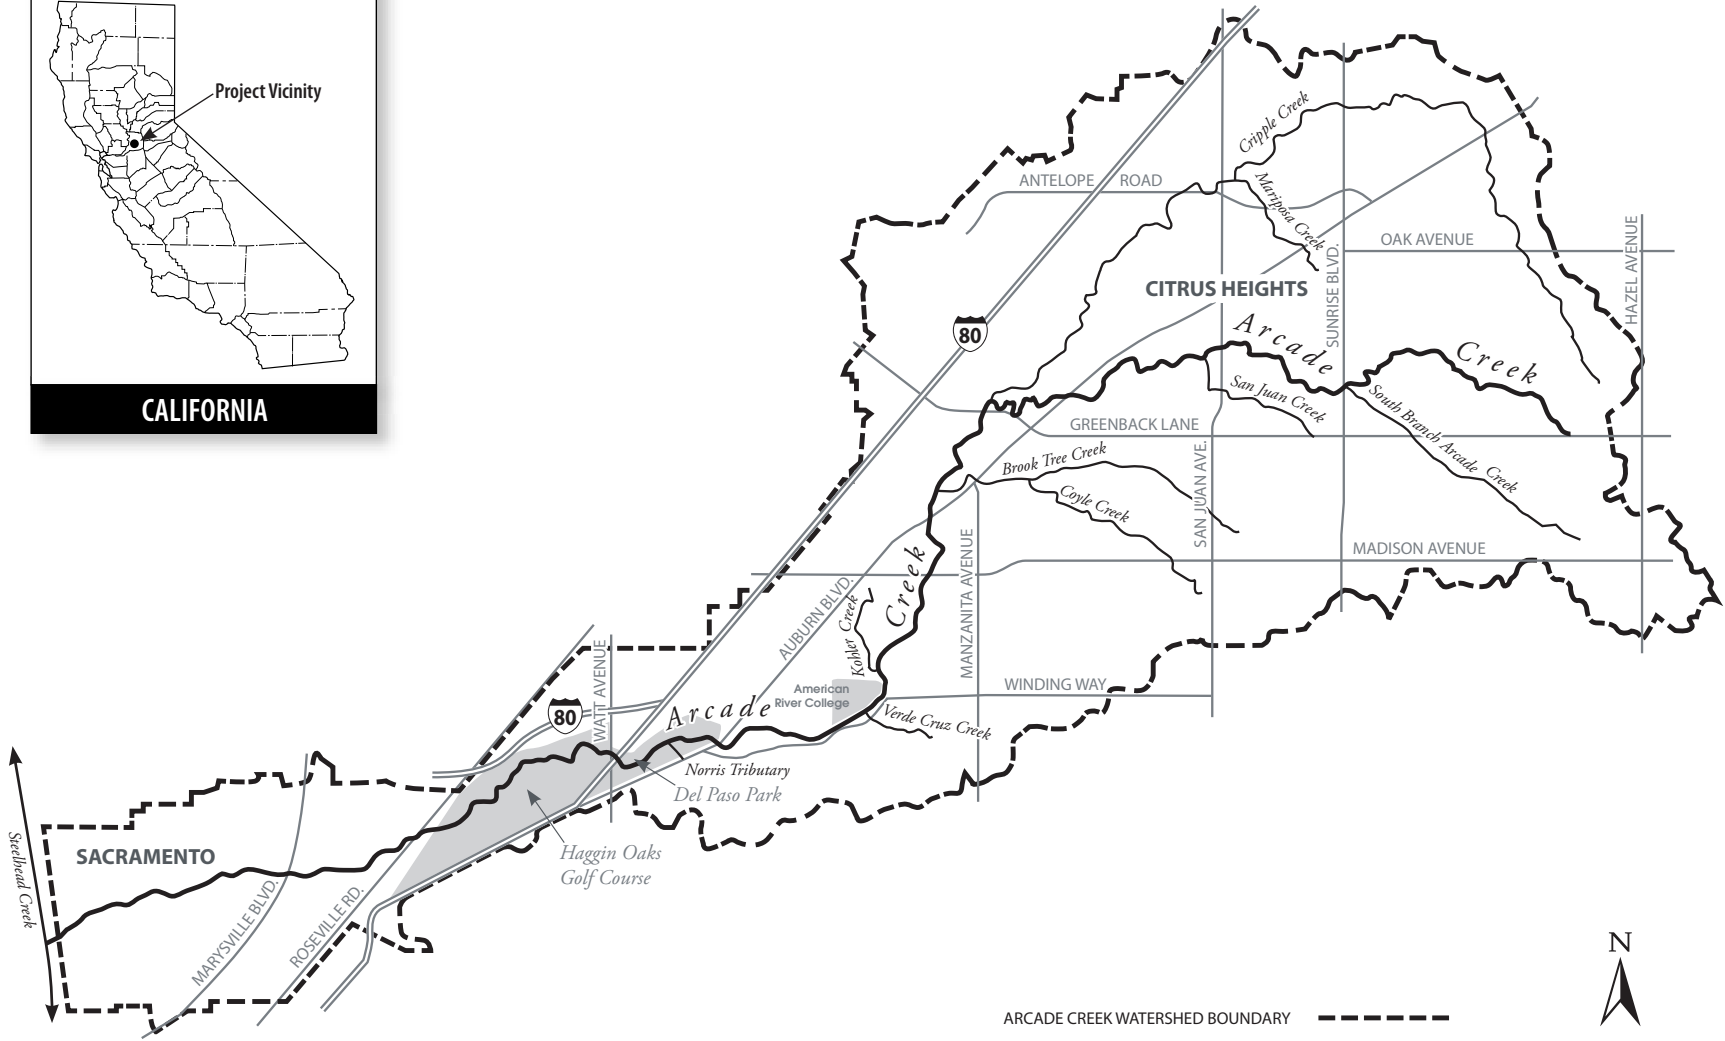 Project Vicinity
CALIFORNIA
Cripple Creek
ANTELOPE ROAD
Mariposa Creek
OAK AVENUE
HAZEL AVENUE
SUNRISE BLVD.
CITRUS HEIGHTS
80
Arcade Creek
San Juan Creek
South Branch Arcade Creek
GREENBACK LANE
Brook Tree Creek
Coyle Creek
SAN JUAN AVE.
MADISON AVENUE
MANZANITA AVENUE
Creek
AUBURN BLVD.
Kohler Creek
WINDING WAY
American
River College
Verde Cruz Creek
WATT AVENUE
80
Arcade
Norris Tributary
Del Paso Park
Haggin Oaks
Golf Course
SACRAMENTO
Steelhead Creek
MARYSVILLE BLVD.
ROSEVILLE RD.
N
ARCADE CREEK WATERSHED BOUNDARY